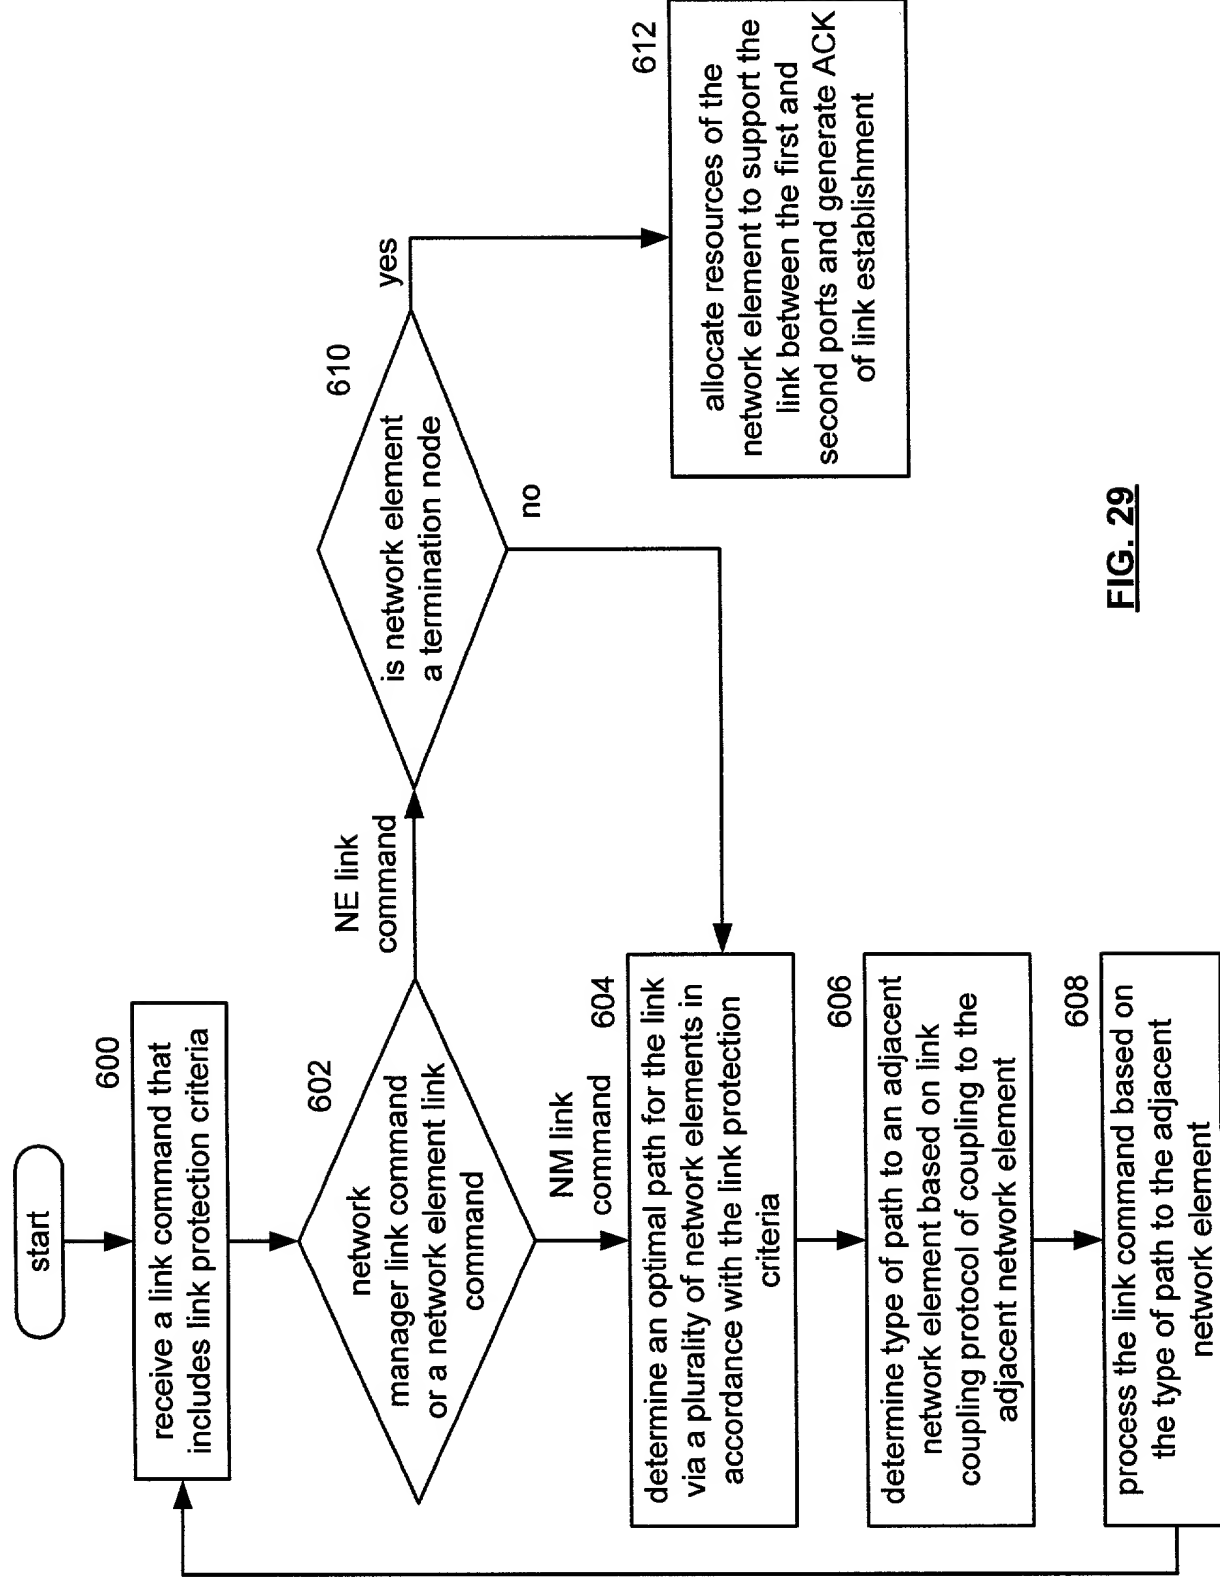 start
600
receive a link command that
includes link protection criteria
602
network
manager link command
or a network element link
command
NE link
command
NM link
command
610
is network element
a termination node
yes
no
612
allocate resources of the
network element to support the
link between the first and
second ports and generate ACK
of link establishment
604
determine an optimal path for the link
via a plurality of network elements in
accordance with the link protection
criteria
606
determine type of path to an adjacent
network element based on link
coupling protocol of coupling to the
adjacent network element
608
process the link command based on
the type of path to the adjacent
network element
FIG. 29